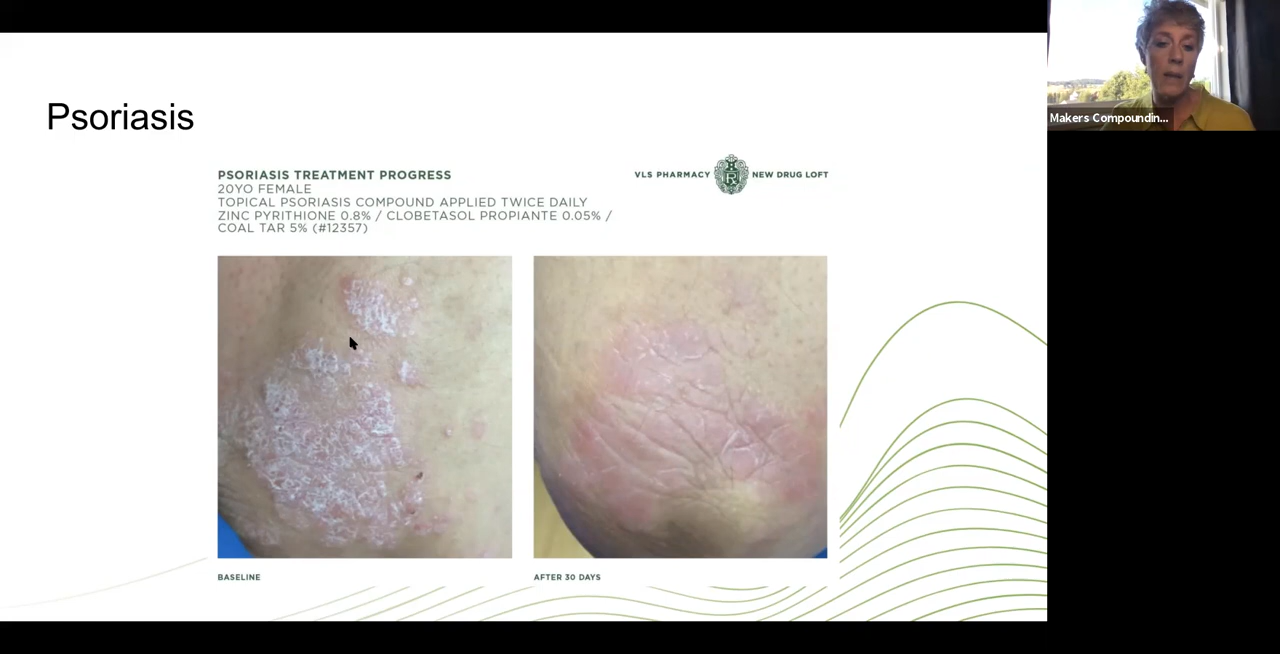 Psoriasis
PSORIASIS TREATMENT PROGRESS
20YO FEMALE
TOPICAL PSORIASIS COMPOUND APPLIED TWICE DAILY
ZINC PYRITHIONE 0.8% / CLOBETASOL PROPIANTE 0.05% /
COAL TAR 5% (#12357)
VLS PHARMACY R NEW DRUG LOFT
BASELINE
AFTER 30 DAYS
Makers Compoundin...